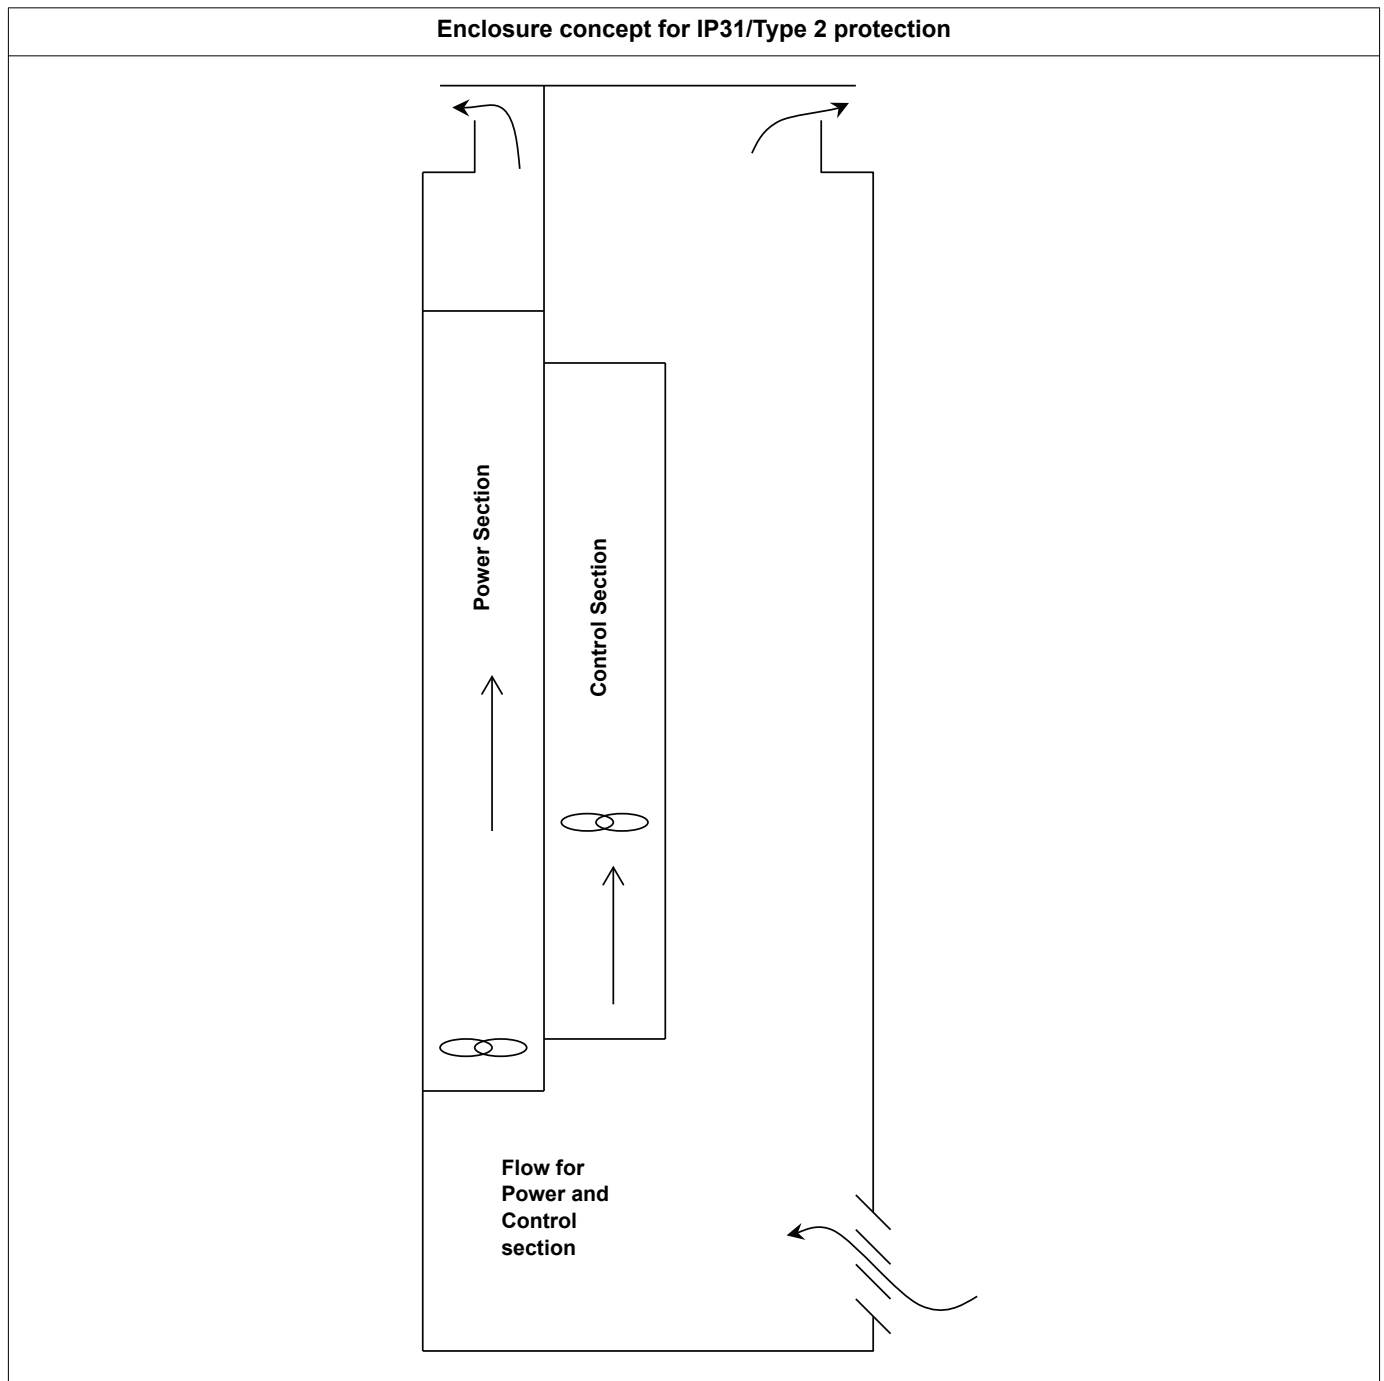 Enclosure concept for IP31/Type 2 protection
Power Section
Control Section
Flow for
Power and
Control
section